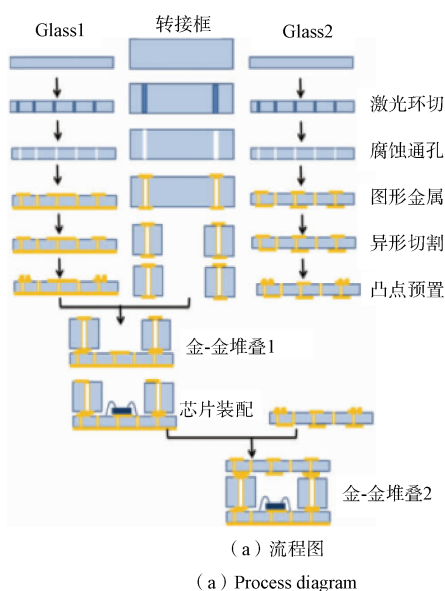 Glass1 转接框 Glass2
激光环切
腐蚀通孔
图形金属
异形切割
凸点预置
金-金堆叠1
芯片装配
金-金堆叠2
（a）流程图
（a）Process diagram